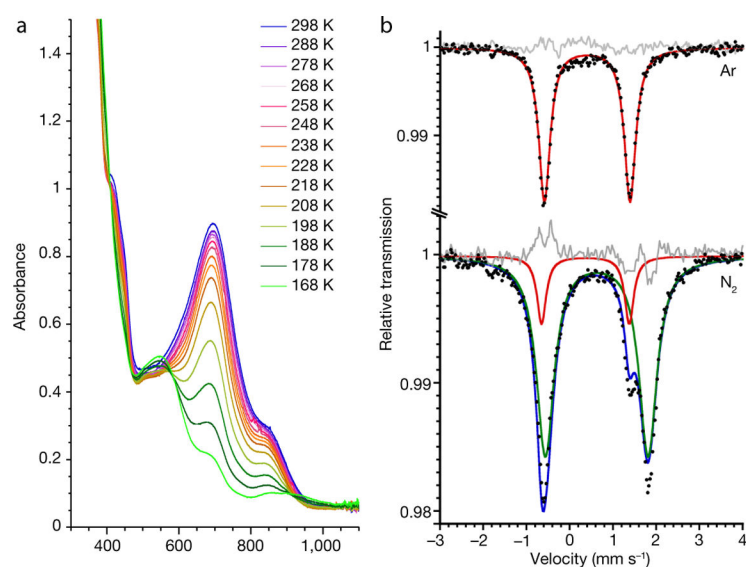 a
1.4
1.2
1
0.8
0.6
0.4
0.2
0
Absorbance
400
600
800
1,000
298 K
288 K
278 K
268 K
258 K
248 K
238 K
228 K
218 K
208 K
198 K
188 K
178 K
168 K
b
1
0.99
Ar
1
0.99
0.98
N₂
Relative transmission
−3
−2
−1
0
1
2
3
4
Velocity (mm s⁻¹)